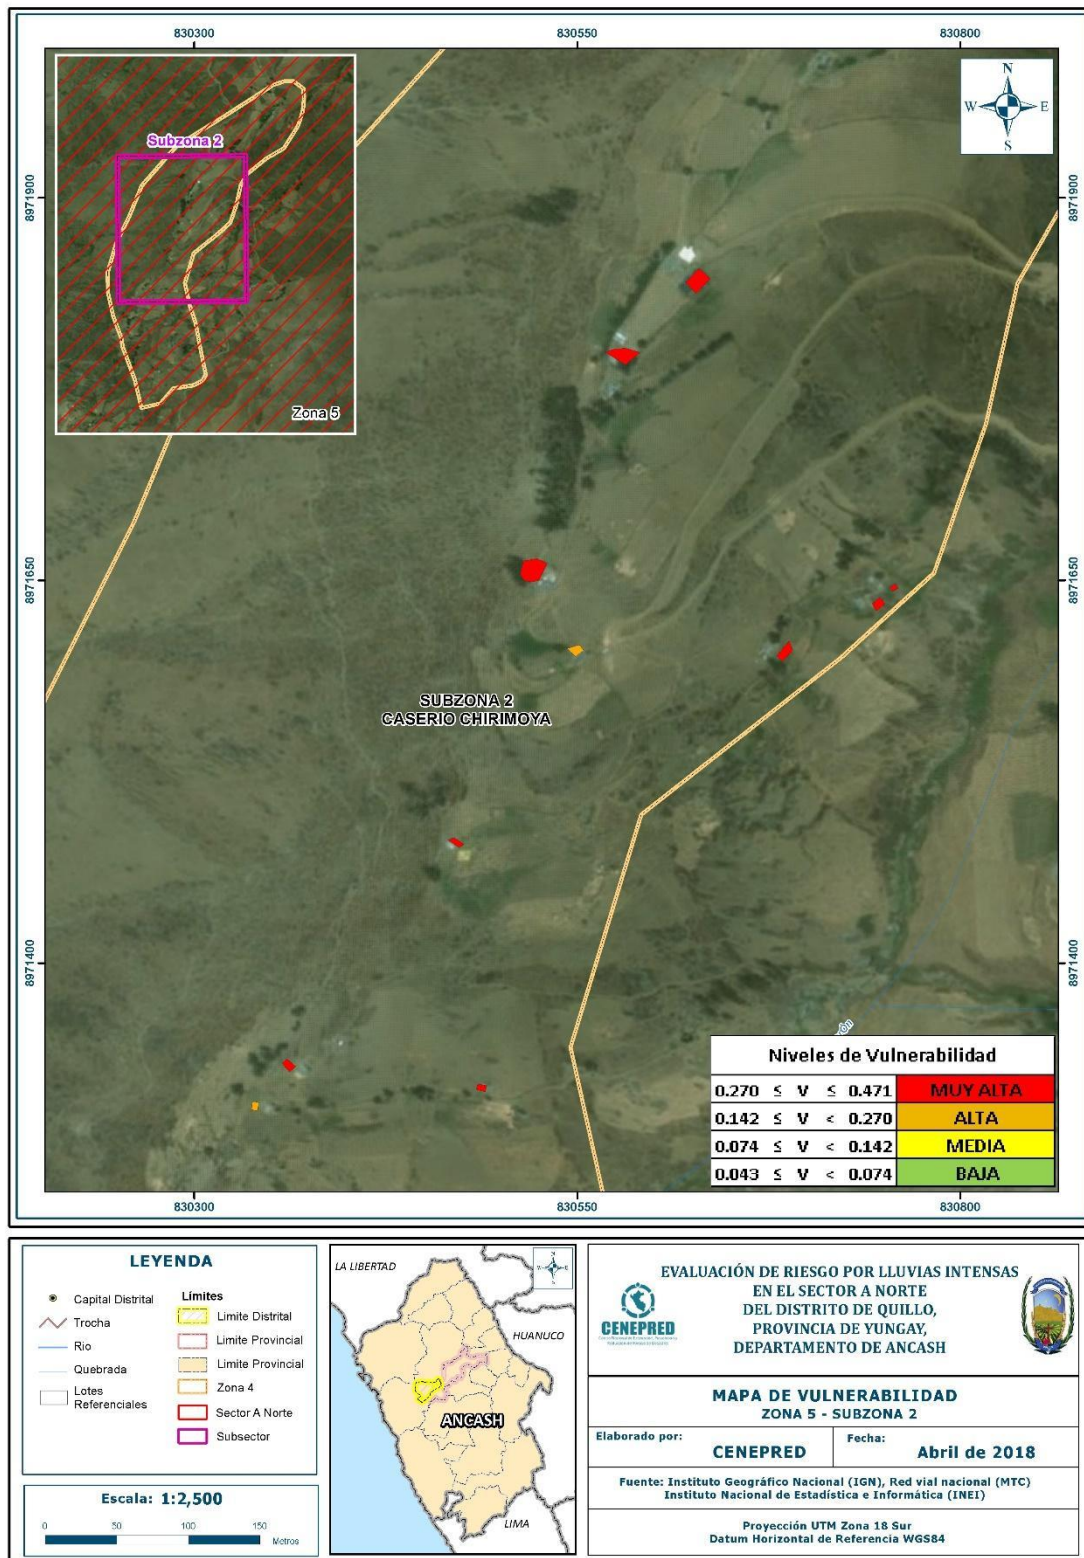 830300
830550
830800
N
W
E
S
Subzona 2
Zona 5
8971900
8971900
8971650
8971650
SUBZONA 2
CASERIO CHIRIMOYA
8971400
8971400
Niveles de Vulnerabilidad
0.270 ≤ V ≤ 0.471 MUY ALTA
0.142 ≤ V < 0.270 ALTA
0.074 ≤ V < 0.142 MEDIA
0.043 ≤ V < 0.074 BAJA
830300
830550
830800
LEYENDA
Capital Distrital
Trocha
Rio
Quebrada
Lotes
Referenciales
Límites
Limite Distrital
Limite Provincial
Limite Provincial
Zona 4
Sector A Norte
Subsector
Escala: 1:2,500
0 50 100 150
Metros
LA LIBERTAD
HUANUCO
ANCASH
LIMA
CENEPRED
EVALUACIÓN DE RIESGO POR LLUVIAS INTENSAS
EN EL SECTOR A NORTE
DEL DISTRITO DE QUILLO,
PROVINCIA DE YUNGAY,
DEPARTAMENTO DE ANCASH
MAPA DE VULNERABILIDAD
ZONA 5 - SUBZONA 2
Elaborado por:
CENEPRED
Fecha:
Abril de 2018
Fuente: Instituto Geográfico Nacional (IGN), Red vial nacional (MTC)
Instituto Nacional de Estadística e Informática (INEI)
Proyección UTM Zona 18 Sur
Datum Horizontal de Referencia WGS84